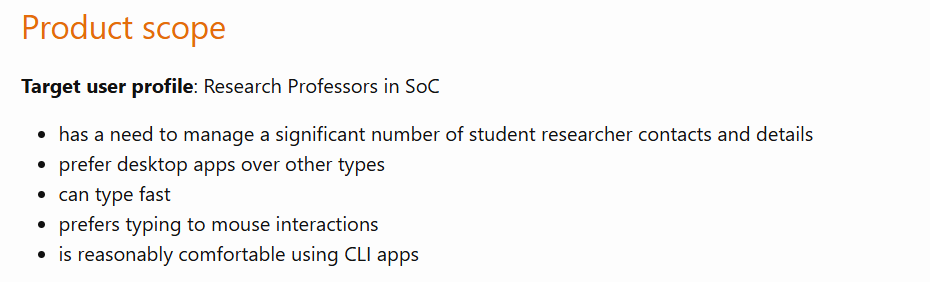 Product scope
Target user profile: Research Professors in SoC
• has a need to manage a significant number of student researcher contacts and details
• prefer desktop apps over other types
• can type fast
• prefers typing to mouse interactions
• is reasonably comfortable using CLI apps